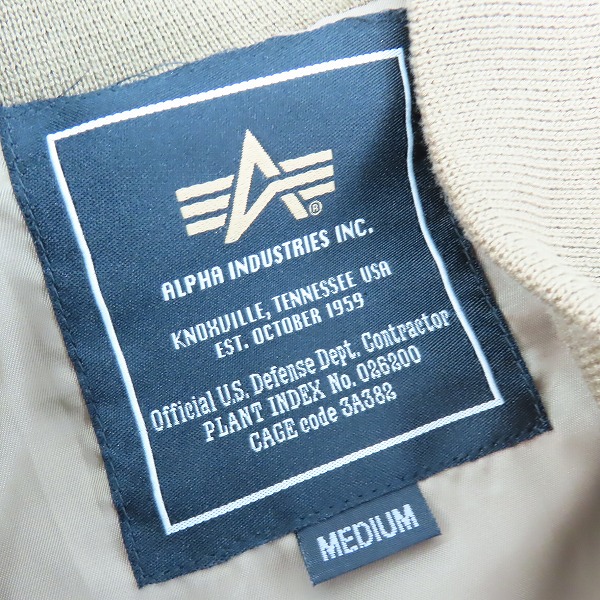 ®
ALPHA INDUSTRIES INC.
KNOXVILLE, TENNESSEE USA
EST. OCTOBER 1959
Official U.S. Defense Dept. Contractor
PLANT INDEX No. 026200
CAGE code 3A382
MEDIUM